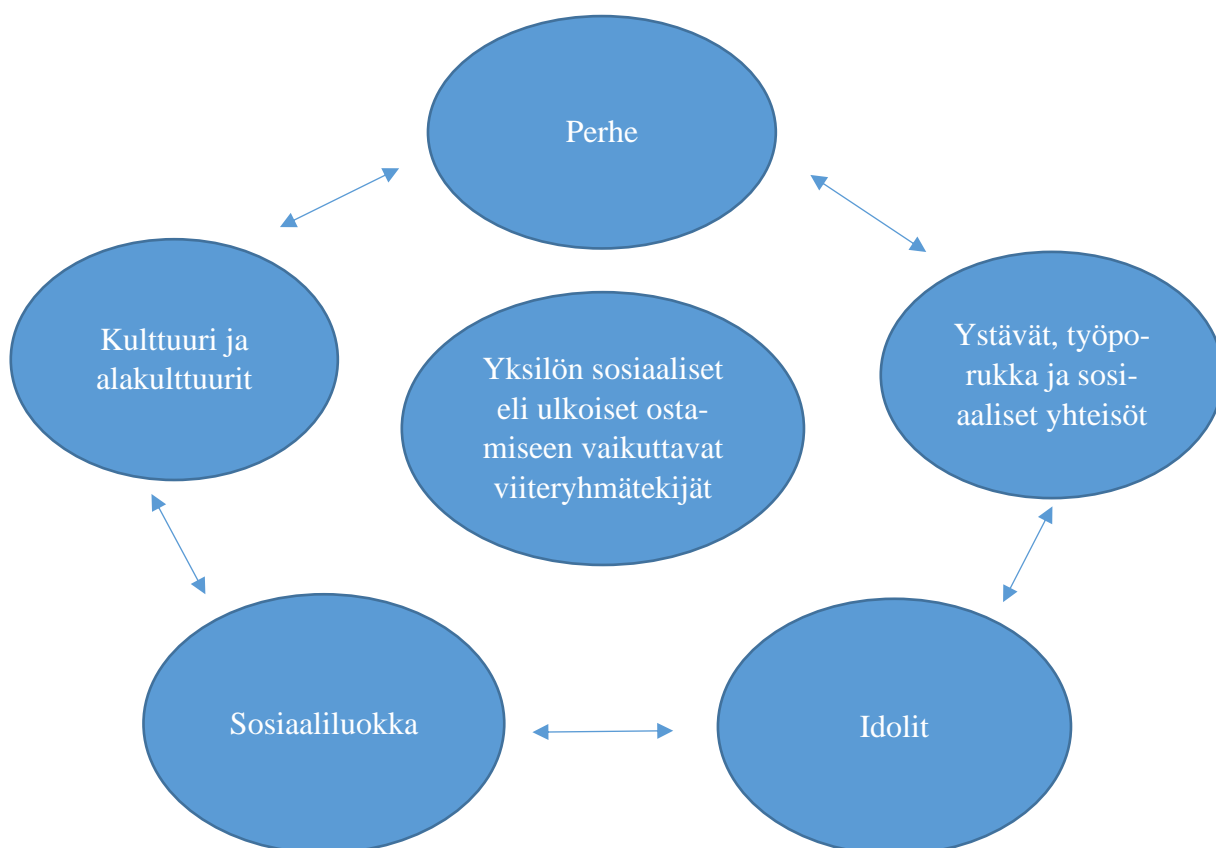 Perhe
Kulttuuri ja
alakulttuurit
Yksilön sosiaaliset
eli ulkoiset osta-
miseen vaikuttavat
viiteryhmätekijät
Ystävät, työpo-
rukka ja sosi-
aaliset yhteisöt
Sosiaaliluokka
Idolit